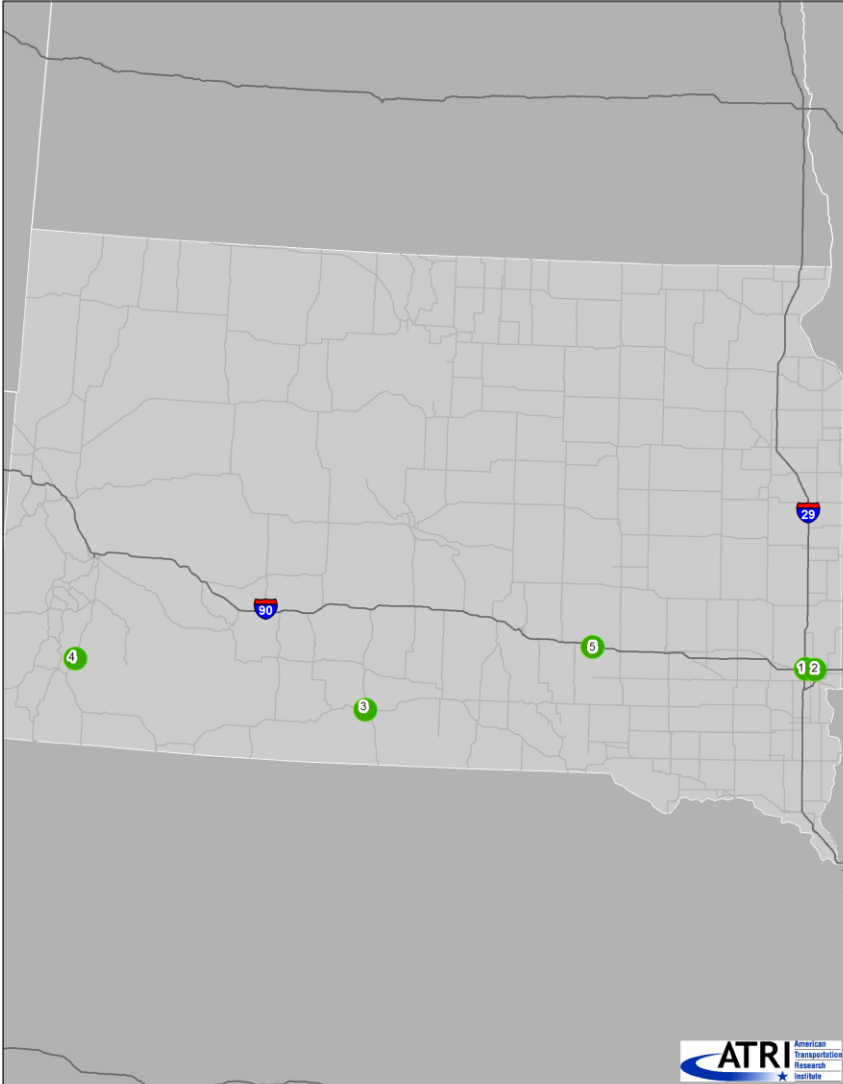 29
90
5
1
2
4
3
ATRI
American
Transportation
Research
Institute